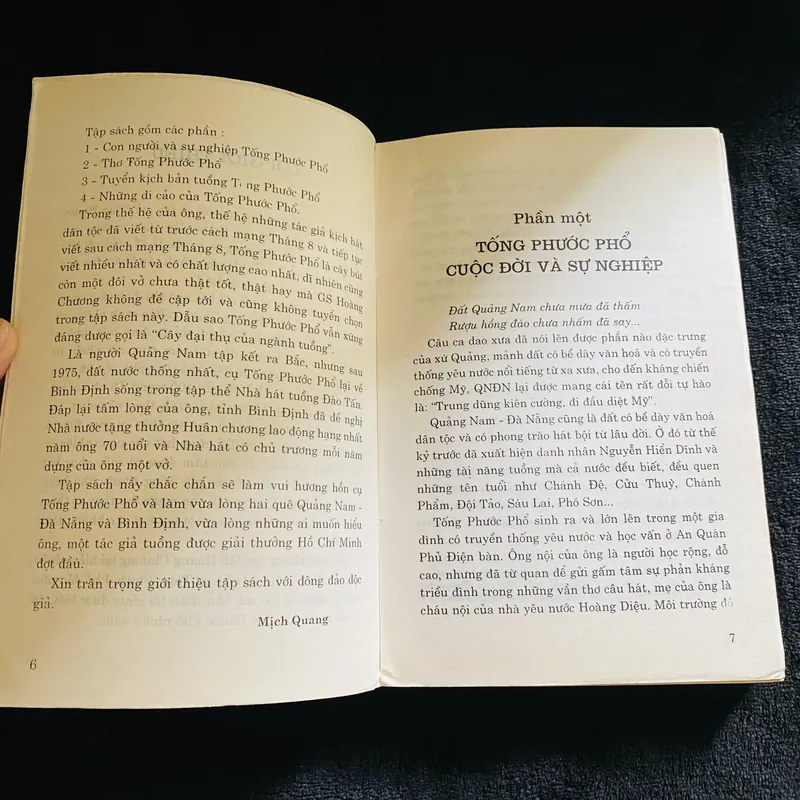 Tập sách gồm các phần :
1 - Con người và sự nghiệp Tống Phước Phổ
2 - Thơ Tống Phước Phổ
3 - Tuyển kịch bản tuồng Tống Phước Phổ
4 - Những di cảo của Tống Phước Phổ.
Trong thế hệ của ông, thế hệ những tác giả kịch hát
dân tộc đã viết từ trước cách mạng Tháng 8 và tiếp tục
viết sau cách mạng Tháng 8, Tống Phước Phổ là cây bút
viết nhiều nhất và có chất lượng cao nhất, dĩ nhiên cũng
còn một đôi vở chưa thật tốt, thật hay mà GS Hoàng
Chương không đề cập tới và cũng không tuyển chọn
trong tập sách này. Dẫu sao Tống Phước Phổ vẫn xứng
đáng được gọi là “Cây đại thụ của ngành tuồng”.
Là người Quảng Nam tập kết ra Bắc, nhưng sau
1975, đất nước thống nhất, cụ Tống Phước Phổ lại về
Bình Định sống trong tập thể Nhà hát tuồng Đào Tấn.
Đáp lại tấm lòng của ông, tỉnh Bình Định đã đề nghị
Nhà nước tặng thưởng Huân chương lao động hạng nhất
năm ông 70 tuổi và Nhà hát có chủ trương mỗi năm
dựng của ông một vở.
Tập sách nầy chắc chắn sẽ làm vui hương hồn cụ
Tống Phước Phổ và làm vừa lòng hai quê Quảng Nam -
Đà Nẵng và Bình Định, vừa lòng những ai muốn hiểu
ông, một tác giả tuồng được giải thưởng Hồ Chí Minh
đợt đầu.
Xin trân trọng giới thiệu tập sách với đông đảo độc
giả.
Mịch Quang
6
Phần một
TỐNG PHƯỚC PHỔ
CUỘC ĐỜI VÀ SỰ NGHIỆP
Đất Quảng Nam chưa mưa đã thấm
Rượu hồng đào chưa nhấm đã say...
Câu ca dao xưa đã nói lên được phần nào đặc trưng
của xứ Quảng, mảnh đất có bề dày văn hoá và có truyền
thống yêu nước nổi tiếng từ xa xưa, cho đến kháng chiến
chống Mỹ, QNĐN lại được mang cái tên rất đỗi tự hào
là: “Trung dũng kiên cường, đi đầu diệt Mỹ”.
Quảng Nam - Đà Nẵng cũng là đất có bề dày văn hoá
dân tộc và có phong trào hát bội từ lâu đời. Ở đó từ thế
kỷ trước đã xuất hiện danh nhân Nguyễn Hiển Dĩnh và
những tài năng tuồng mà cả nước đều biết, đều quen
những tên tuổi như Chánh Đệ, Cửu Thuỳ, Chánh
Phẩm, Đội Tảo, Sáu Lai, Phó Sơn...
Tống Phước Phổ sinh ra và lớn lên trong một gia
đình có truyền thống yêu nước và học vấn ở An Quán
Phủ Điện bàn. Ông nội của ông là người học rộng, đỗ
cao, nhưng đã từ quan để gửi gấm tâm sự phản kháng
triều đình trong những vần thơ câu hát, mẹ của ông là
cháu nội của nhà yêu nước Hoàng Diệu. Môi trường đó
7